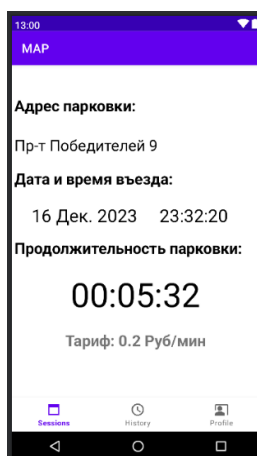 13:00
MAP
Адрес парковки:
Пр-т Победителей 9
Дата и время въезда:
16 Дек. 2023 23:32:20
Продолжительность парковки:
00:05:32
Тариф: 0.2 Руб/мин
Sessions History Profile